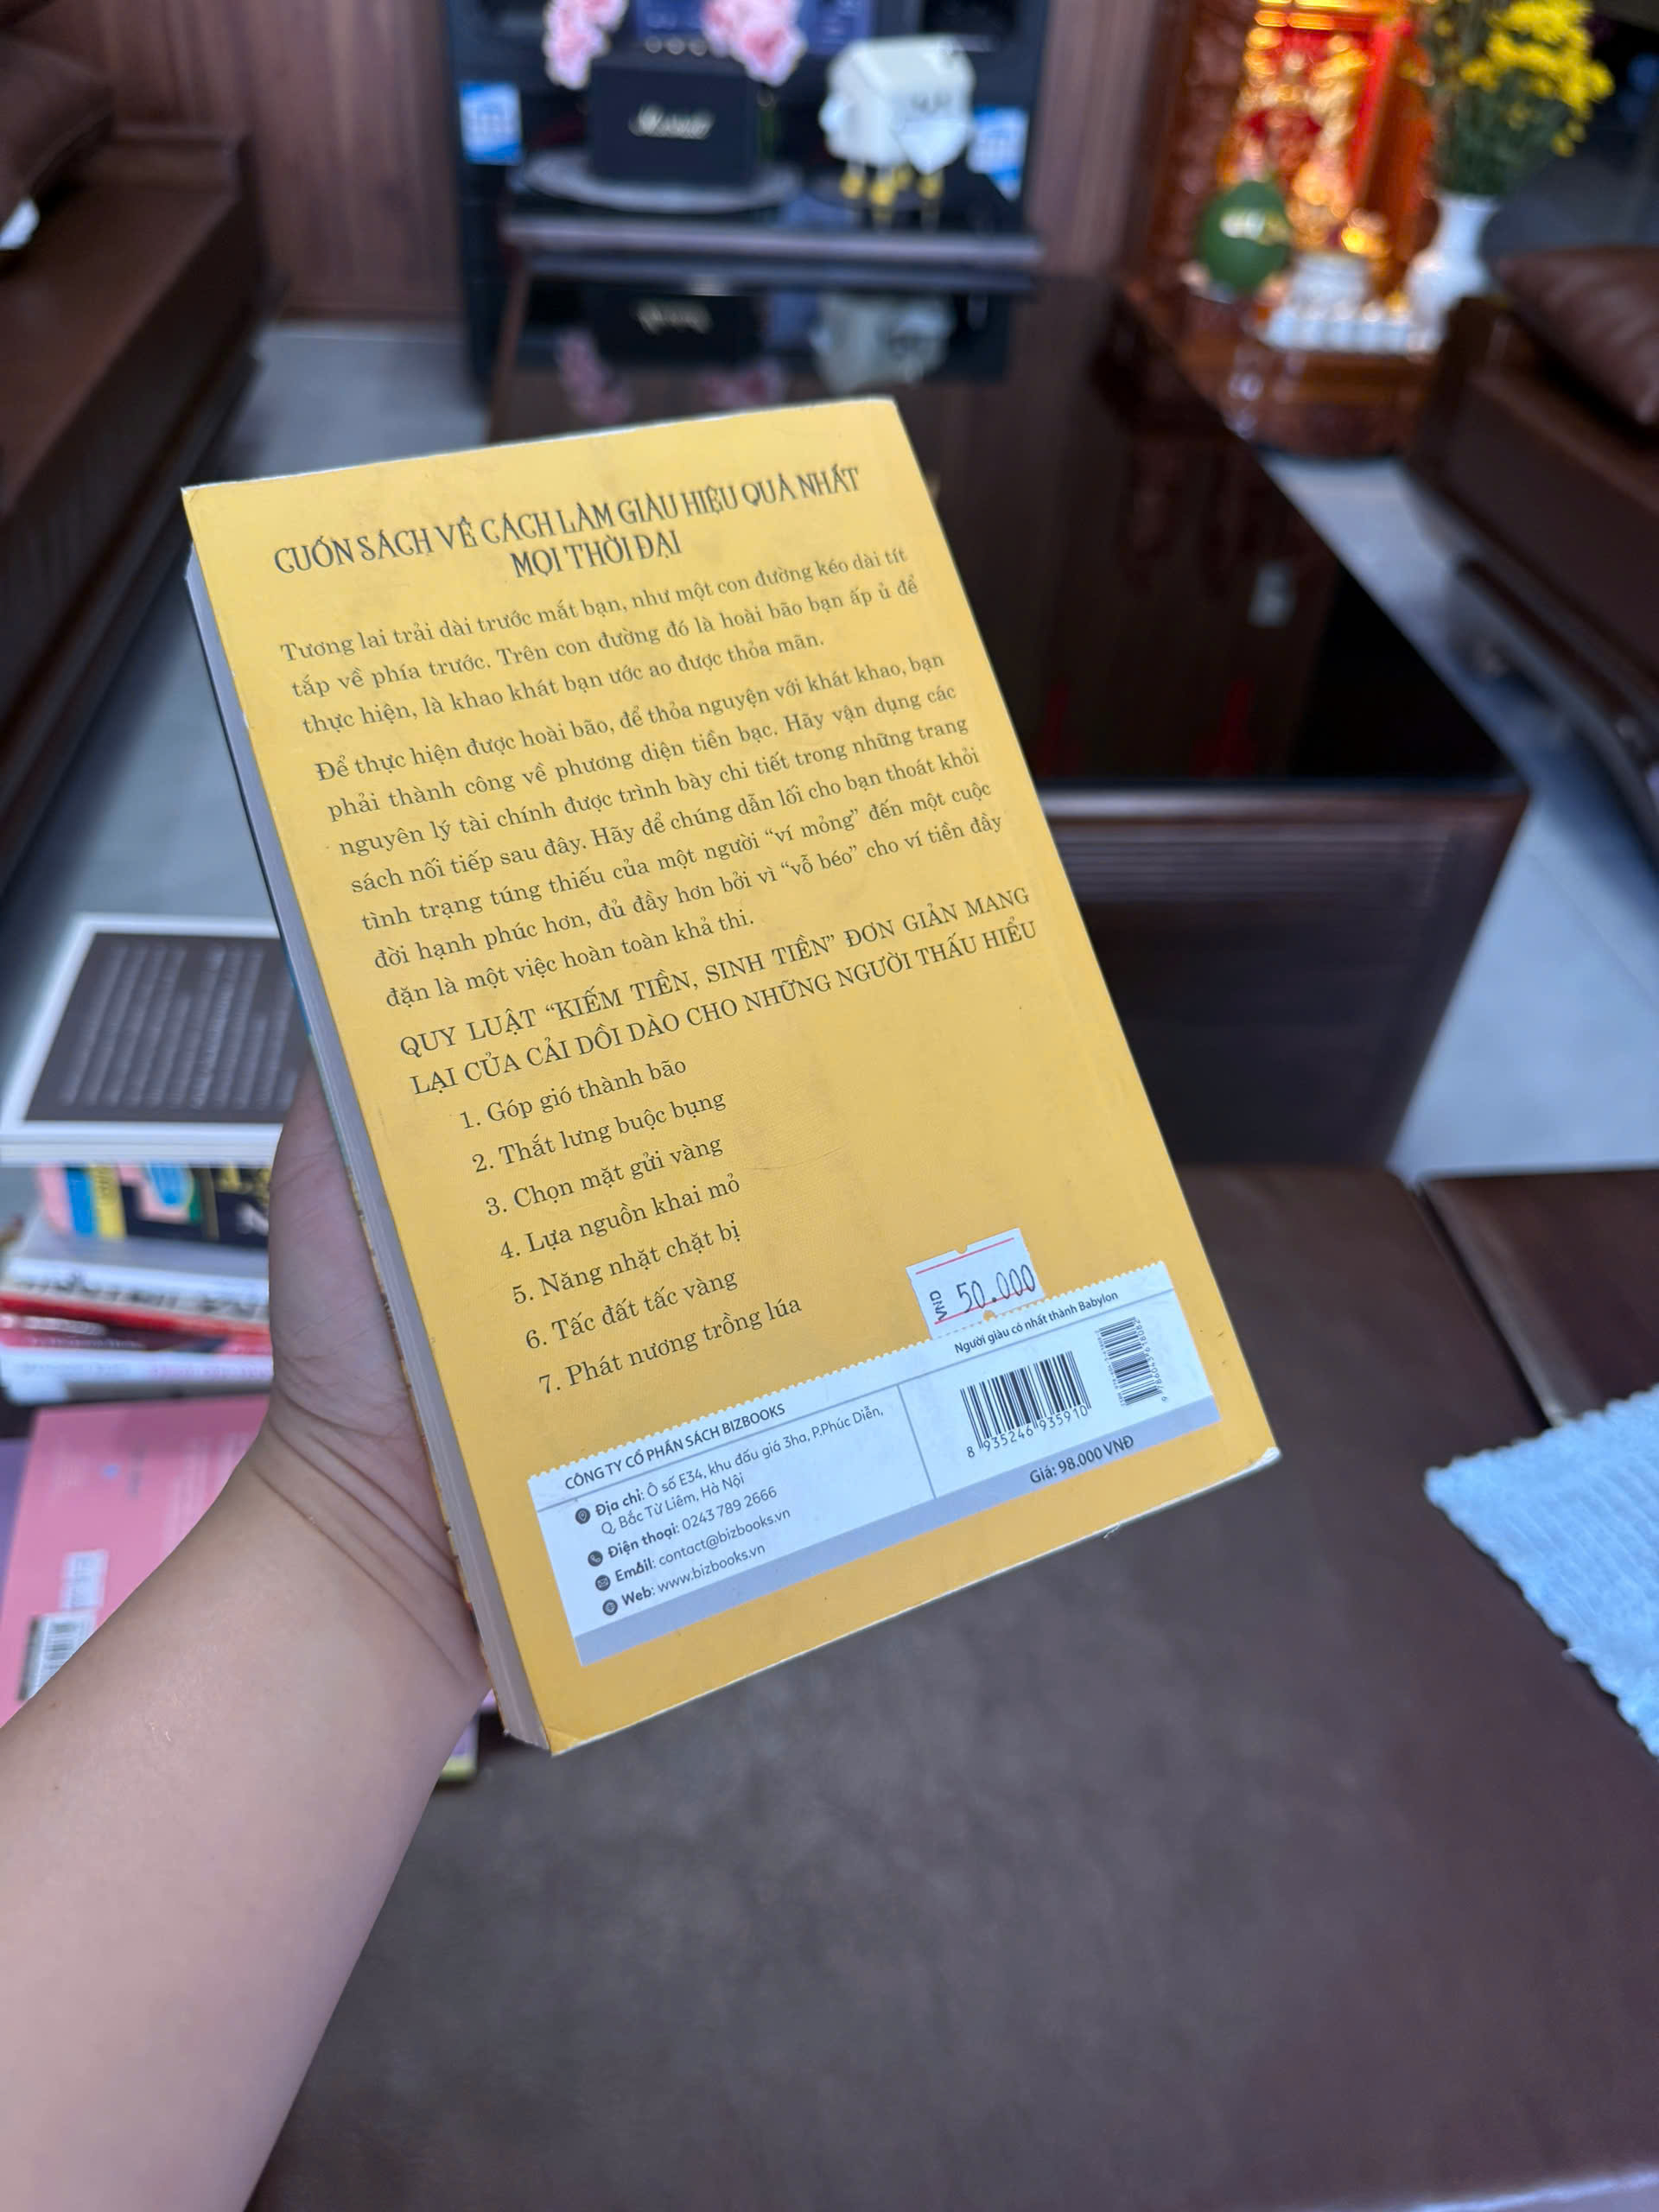 Marshall
CUỐN SÁCH VỀ CÁCH LÀM GIÀU HIỆU QUẢ NHẤT
MỌI THỜI ĐẠI
Tương lai trải dài trước mắt bạn, như một con đường kéo dài tít
tắp về phía trước. Trên con đường đó là hoài bão bạn ấp ủ để
thực hiện, là khao khát bạn ước ao được thỏa mãn.
Để thực hiện được hoài bão, để thỏa nguyện với khát khao, bạn
phải thành công về phương diện tiền bạc. Hãy vận dụng các
nguyên lý tài chính được trình bày chi tiết trong những trang
sách nối tiếp sau đây. Hãy để chúng dẫn lối cho bạn thoát khỏi
tình trạng túng thiếu của một người “ví mỏng” đến một cuộc
đời hạnh phúc hơn, đủ đầy hơn bởi vì “vỗ béo” cho ví tiền đầy
đặn là một việc hoàn toàn khả thi.
QUY LUẬT “KIẾM TIỀN, SINH TIỀN” ĐƠN GIẢN MANG
LẠI CỦA CẢI DỒI DÀO CHO NHỮNG NGƯỜI THẤU HIỂU
1. Góp gió thành bão
2. Thắt lưng buộc bụng
3. Chọn mặt gửi vàng
4. Lựa nguồn khai mỏ
5. Năng nhặt chặt bị
6. Tấc đất tấc vàng
7. Phát nương trồng lúa
VND 50.000
CÔNG TY CỔ PHẦN SÁCH BIZBOOKS
Địa chỉ: Ô số E34, khu đấu giá 3ha, P.Phúc Diễn,
Q. Bắc Từ Liêm, Hà Nội
Điện thoại: 0243 789 2666
Email: contact@bizbooks.vn
Web: www.bizbooks.vn
Người giàu có nhất thành Babylon
8 935246 935910
Giá: 98.000 VNĐ